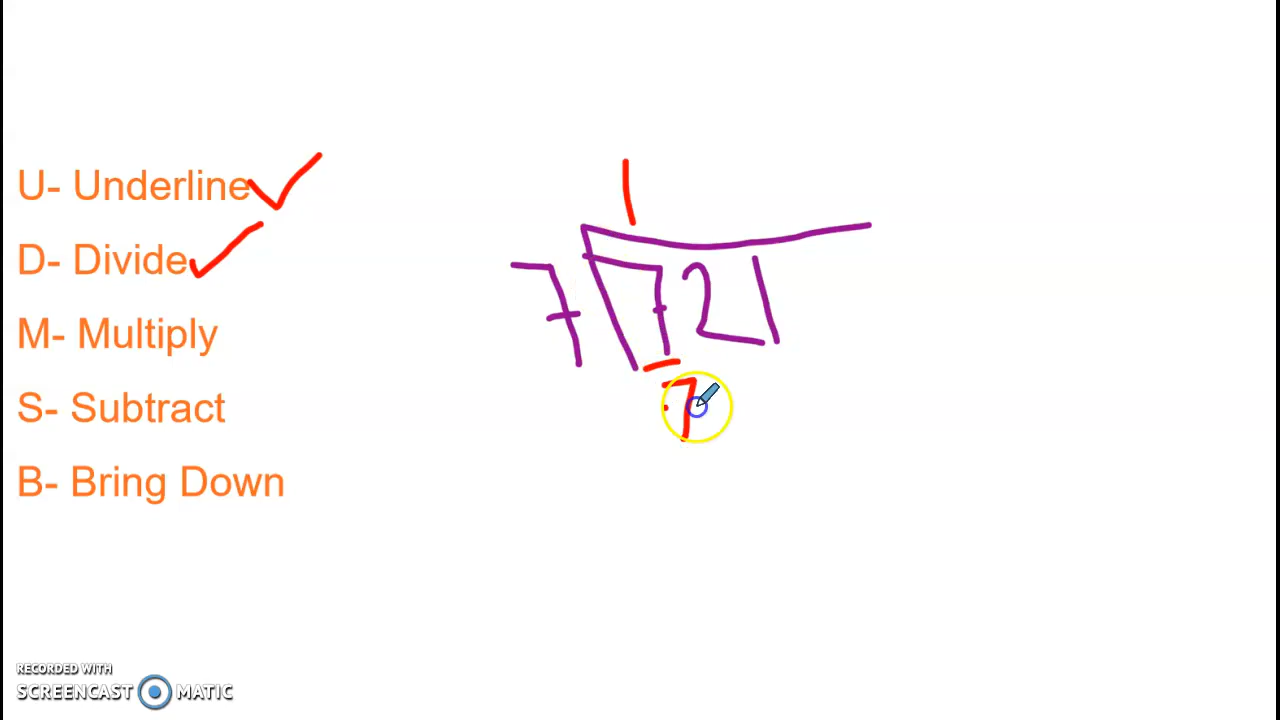 U- Underline
D- Divide
M- Multiply
S- Subtract
B- Bring Down
1
7 721
7
RECORDED WITH
SCREENCAST MATIC